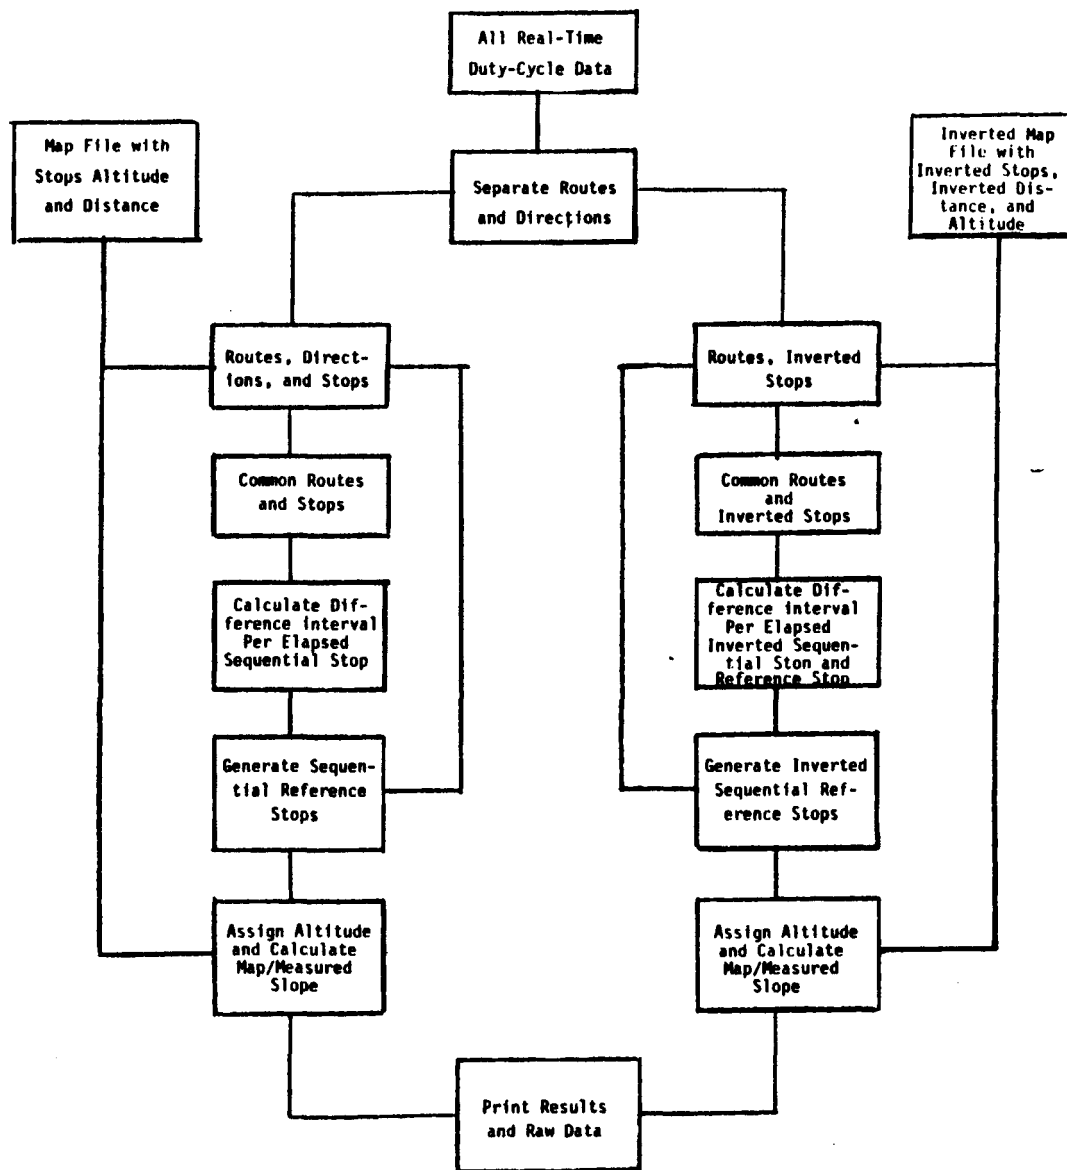 All Real-Time
Duty-Cycle Data
Map File with
Stops Altitude
and Distance
Separate Routes
and Directions
Inverted Map
File with
Inverted Stops,
Inverted Dis-
tance, and
Altitude
Routes, Direct-
ions, and Stops
Routes, Inverted
Stops
Common Routes
and Stops
Common Routes
and
Inverted Stops
Calculate Dif-
ference interval
Per Elapsed
Sequential Stop
Calculate Dif-
ference interval
Per Elapsed
Inverted Sequen-
tial Ston and
Reference Stop
Generate Sequen-
tial Reference
Stops
Generate Inverted
Sequential Ref-
erence Stops
Assign Altitude
and Calculate
Map/Measured
Slope
Assign Altitude
and Calculate
Map/Measured
Slope
Print Results
and Raw Data